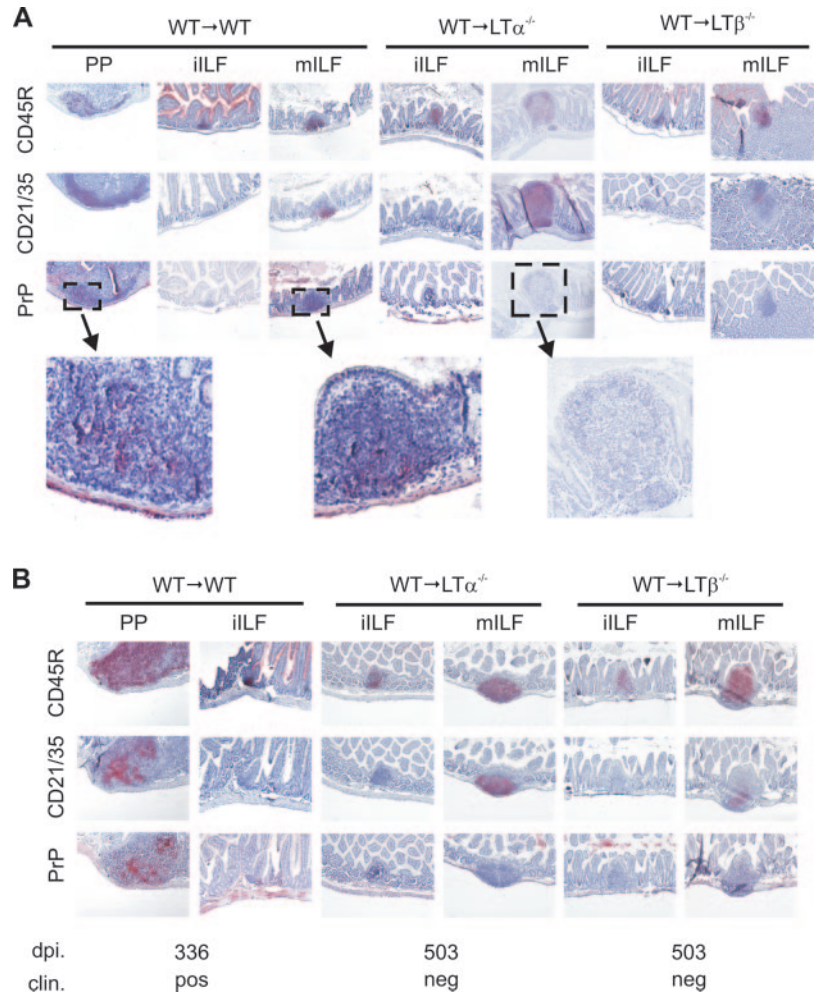 A
WT→WT WT→LTα-/- WT→LTβ-/-
PP iILF mILF iILF mILF iILF mILF
CD45R
CD21/35
PrP
B
WT→WT WT→LTα-/- WT→LTβ-/-
PP iILF iILF mILF iILF mILF
CD45R
CD21/35
PrP
dpi. 336 503 503
clin. pos neg neg